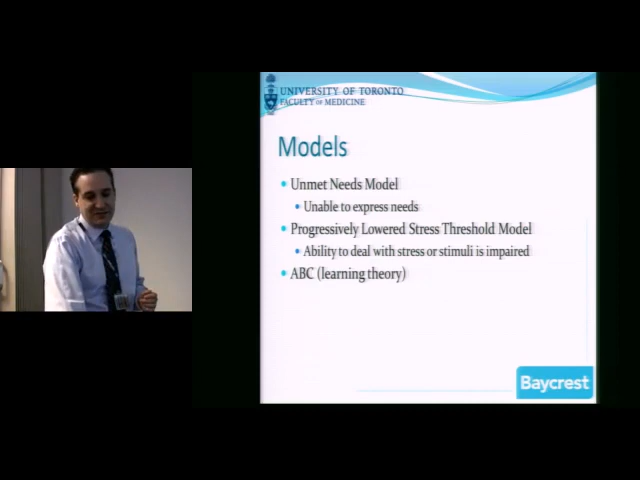 UNIVERSITY OF TORONTO
FACULTY OF MEDICINE
Models
Unmet Needs Model
Unable to express needs
Progressively Lowered Stress Threshold Model
Ability to deal with stress or stimuli is impaired
ABC (learning theory)
Baycrest